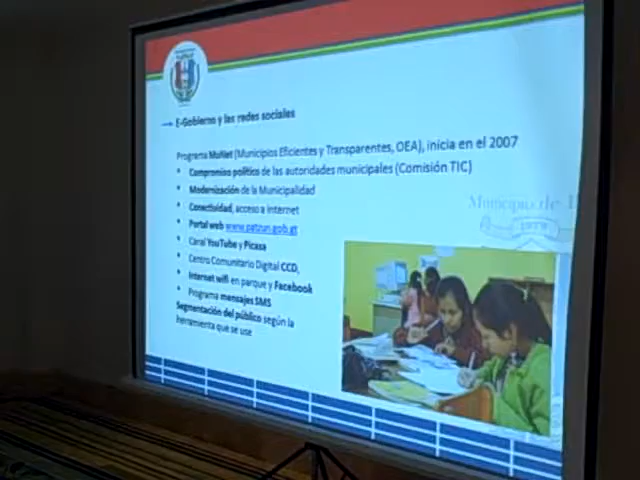 E-Gobierno y las redes sociales
Programa MuNet (Municipios Eficientes y Transparentes, OEA), inicia en el 2007
• Compromiso político de las autoridades municipales (Comisión TIC)
• Modernización de la Municipalidad
• Conectividad, acceso a internet
• Portal web www.patzun.gob.gt
• Canal YouTube y Picasa
• Centro Comunitario Digital CCD,
• Internet wifi en parque y Facebook
• Programa mensajes SMS
Segmentación del público según la
herramienta que se use
Municipio de